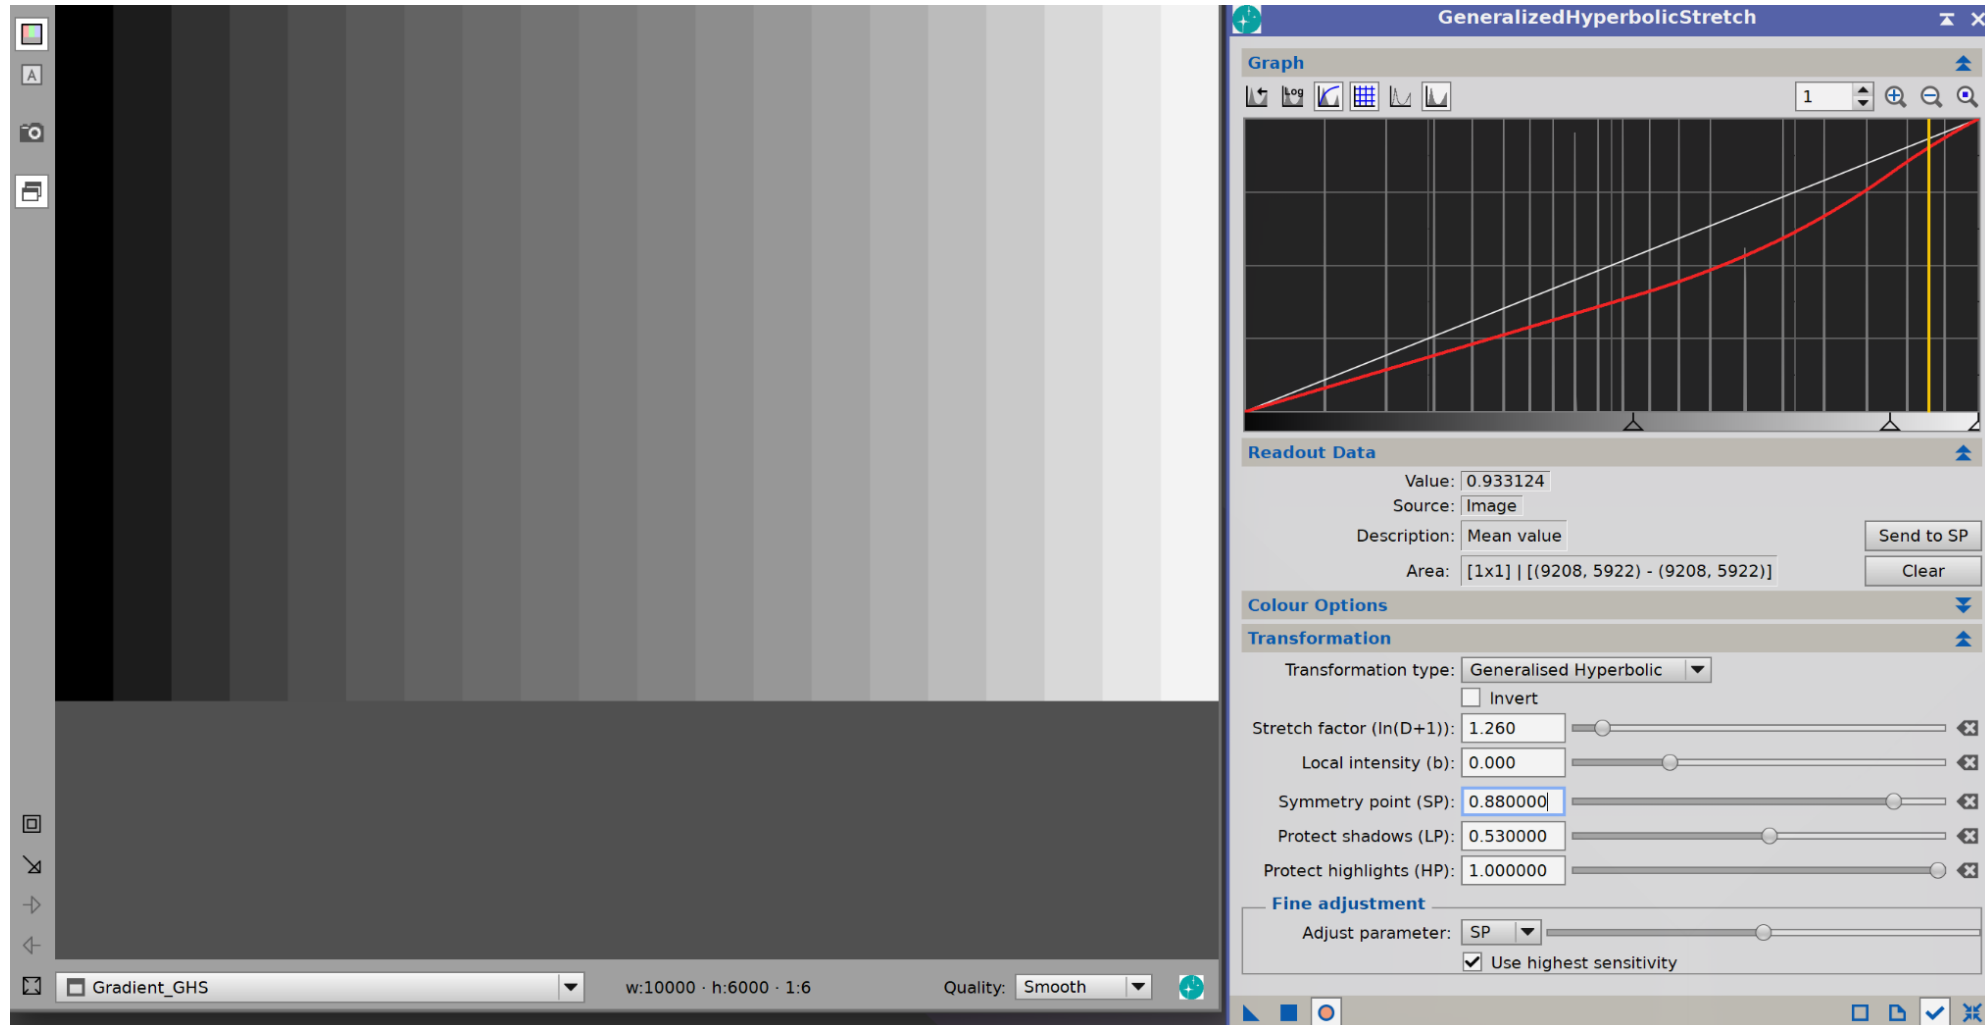 GeneralizedHyperbolicStretch
A
Graph
Log
1
Readout Data
Value: 0.933124
Source: Image
Description: Mean value
Send to SP
Area: [1x1] | [(9208, 5922) - (9208, 5922)]
Clear
Colour Options
Transformation
Transformation type: Generalised Hyperbolic
Invert
Stretch factor (ln(D+1)): 1.260
Local intensity (b): 0.000
Symmetry point (SP): 0.880000
Protect shadows (LP): 0.530000
Protect highlights (HP): 1.000000
Fine adjustment
Adjust parameter: SP
Use highest sensitivity
Gradient_GHS
w:10000 · h:6000 · 1:6
Quality: Smooth